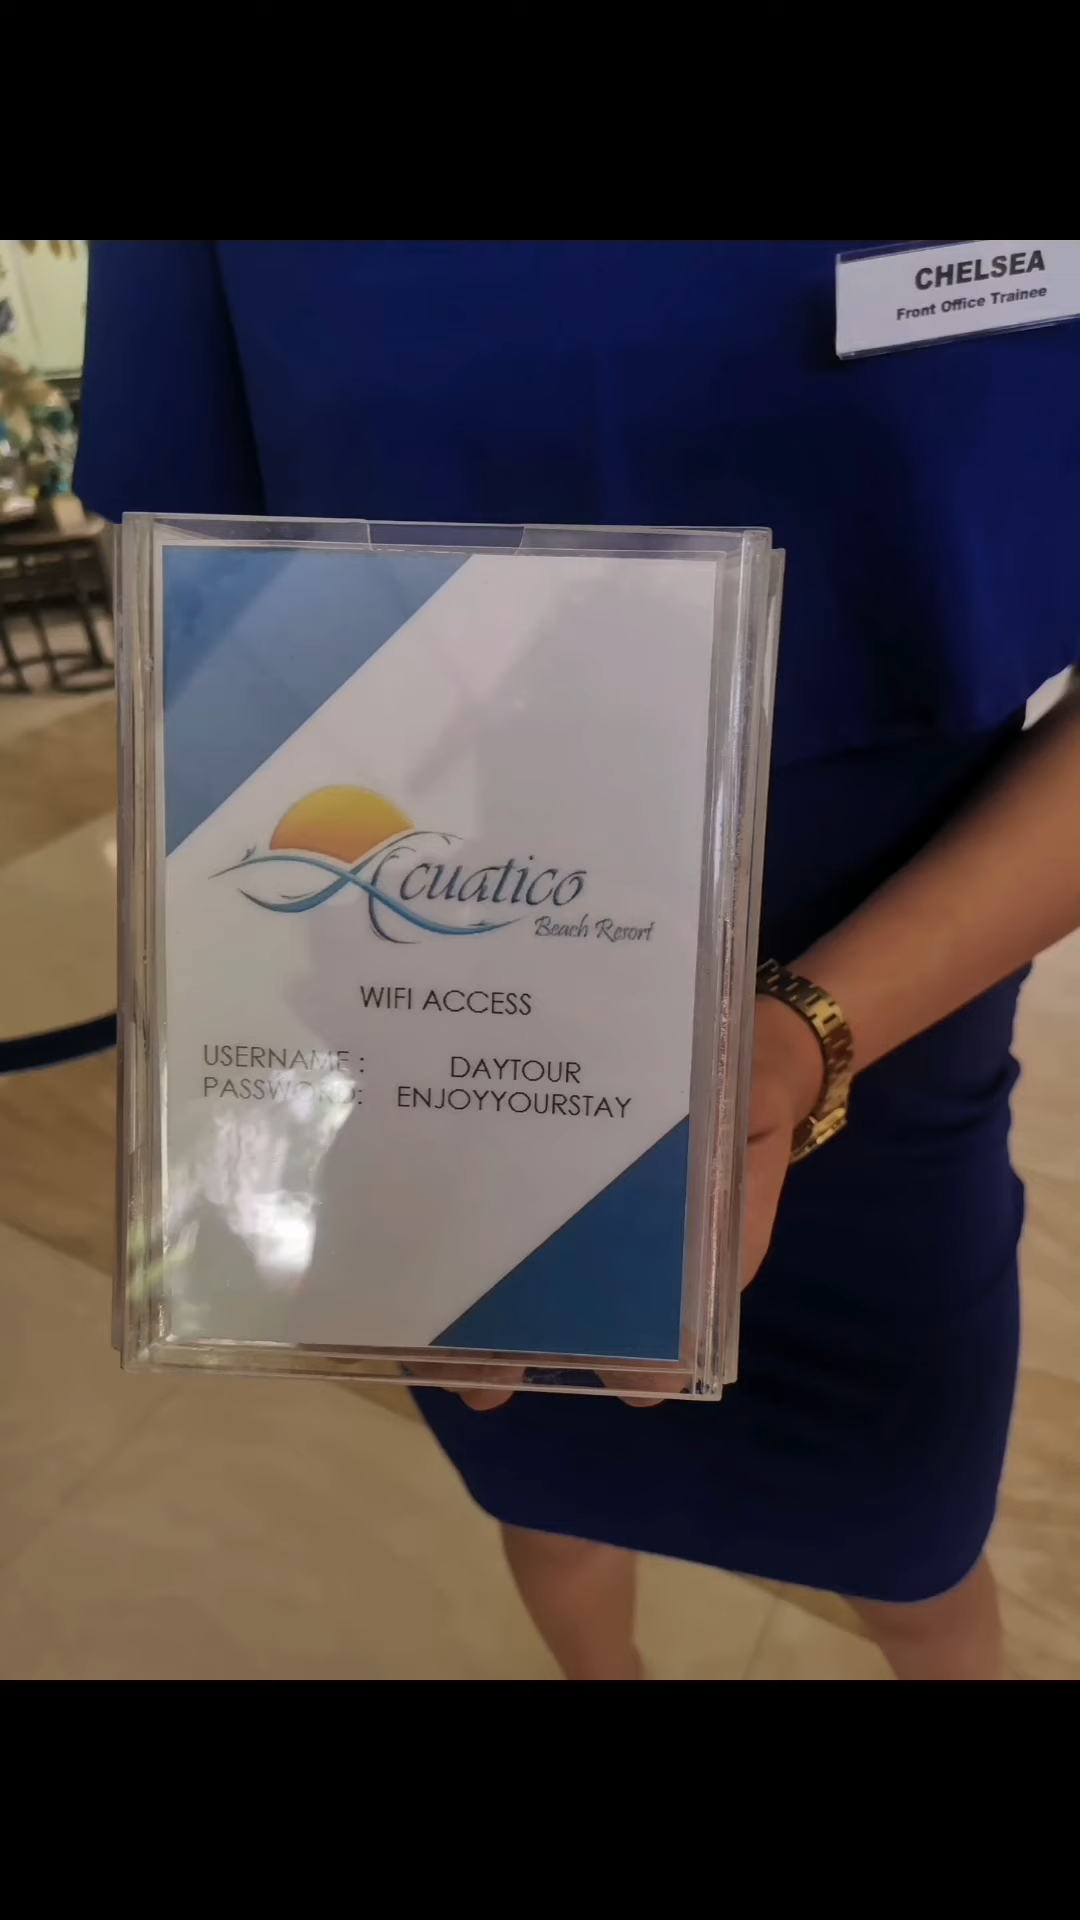 CHELSEA
Front Office Trainee
Acuatico
Beach Resort
WIFI ACCESS
USERNAME : DAYTOUR
PASSWORD: ENJOYYOURSTAY